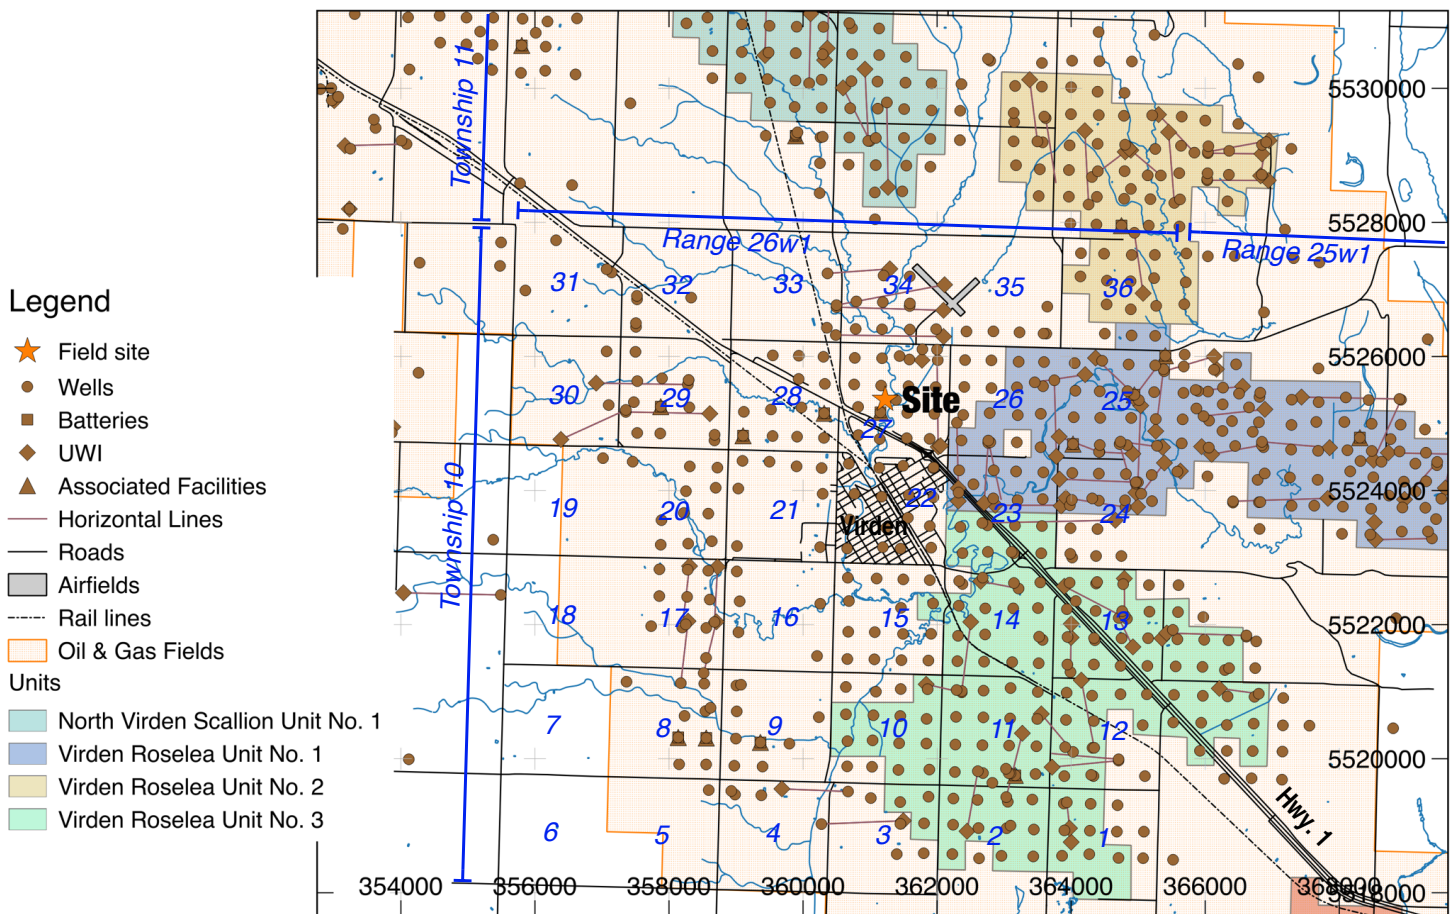 Township 11
5530000
5528000
Range 26w1
Range 25w1
31 32 33 34 35 36
Legend
Field site
Wells
Batteries
UWI
Associated Facilities
Horizontal Lines
Roads
Airfields
Rail lines
Oil & Gas Fields
Units
North Virden Scallion Unit No. 1
Virden Roselea Unit No. 1
Virden Roselea Unit No. 2
Virden Roselea Unit No. 3
5526000
30 29 28 Site 26 25
27
Township 10
5524000
19 20 21 22 23 24
Virden
18 17 16 15 14 13
5522000
7 8 9 10 11 12
5520000
Hwy. 1
6 5 4 3 2 1
354000 356000 358000 360000 362000 364000 366000 368000
5518000